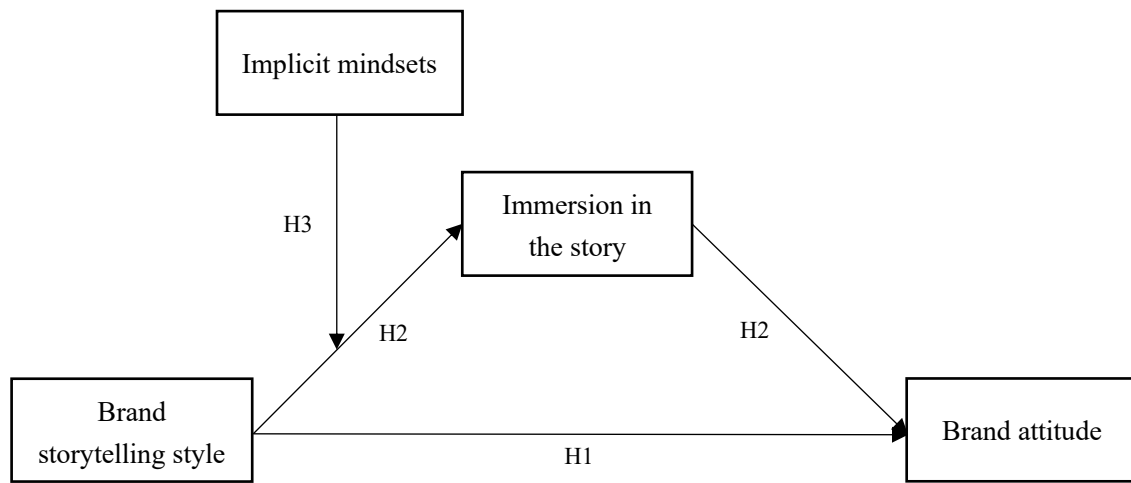 Implicit mindsets
Immersion in
the story
H3
H2
H2
Brand
storytelling style
Brand attitude
H1